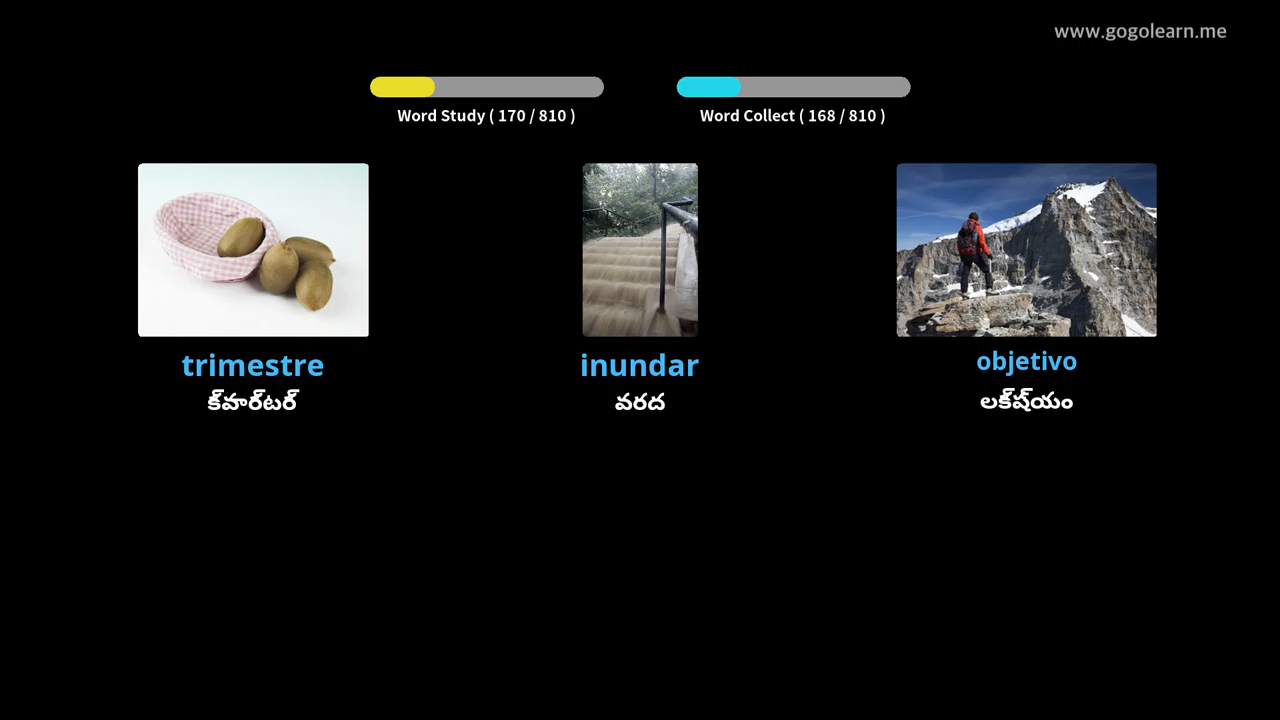 www.gogolearn.me
Word Study ( 170 / 810 )
Word Collect ( 168 / 810 )
trimestre
క్వార్టర్
inundar
వరద
objetivo
లక్ష్యం